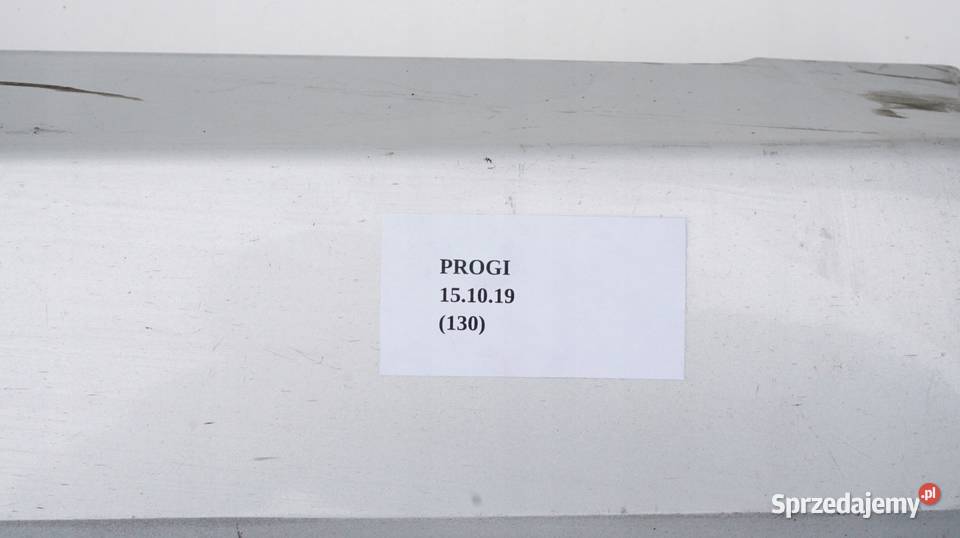 PROGI
15.10.19
(130)
Sprzedajemy.pl